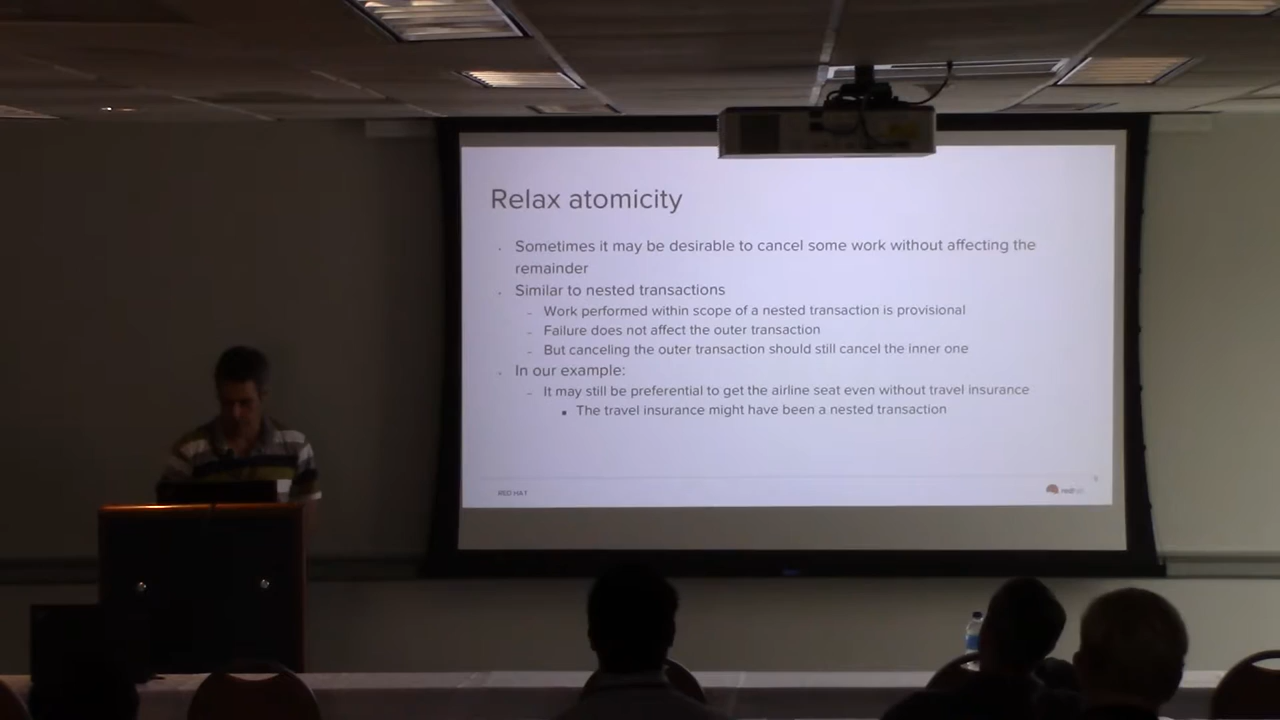 Relax atomicity
Sometimes it may be desirable to cancel some work without affecting the
remainder
Similar to nested transactions
Work performed within scope of a nested transaction is provisional
Failure does not affect the outer transaction
But canceling the outer transaction should still cancel the inner one
In our example:
It may still be preferential to get the airline seat even without travel insurance
The travel insurance might have been a nested transaction
RED HAT
redhat